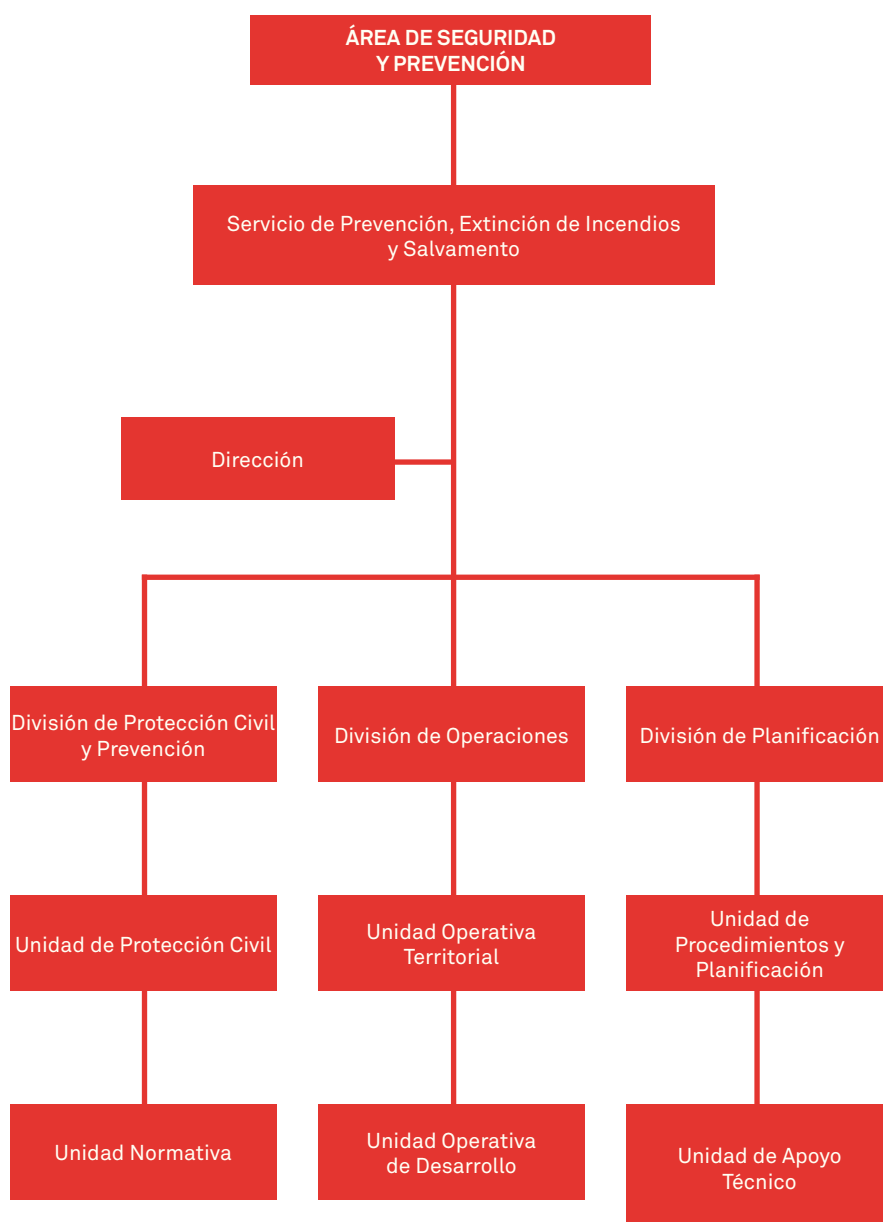 ÁREA DE SEGURIDAD
Y PREVENCIÓN
Servicio de Prevención, Extinción de Incendios
y Salvamento
Dirección
División de Protección Civil
y Prevención
División de Operaciones
División de Planificación
Unidad de Protección Civil
Unidad Operativa
Territorial
Unidad de
Procedimientos y
Planificación
Unidad Normativa
Unidad Operativa
de Desarrollo
Unidad de Apoyo
Técnico